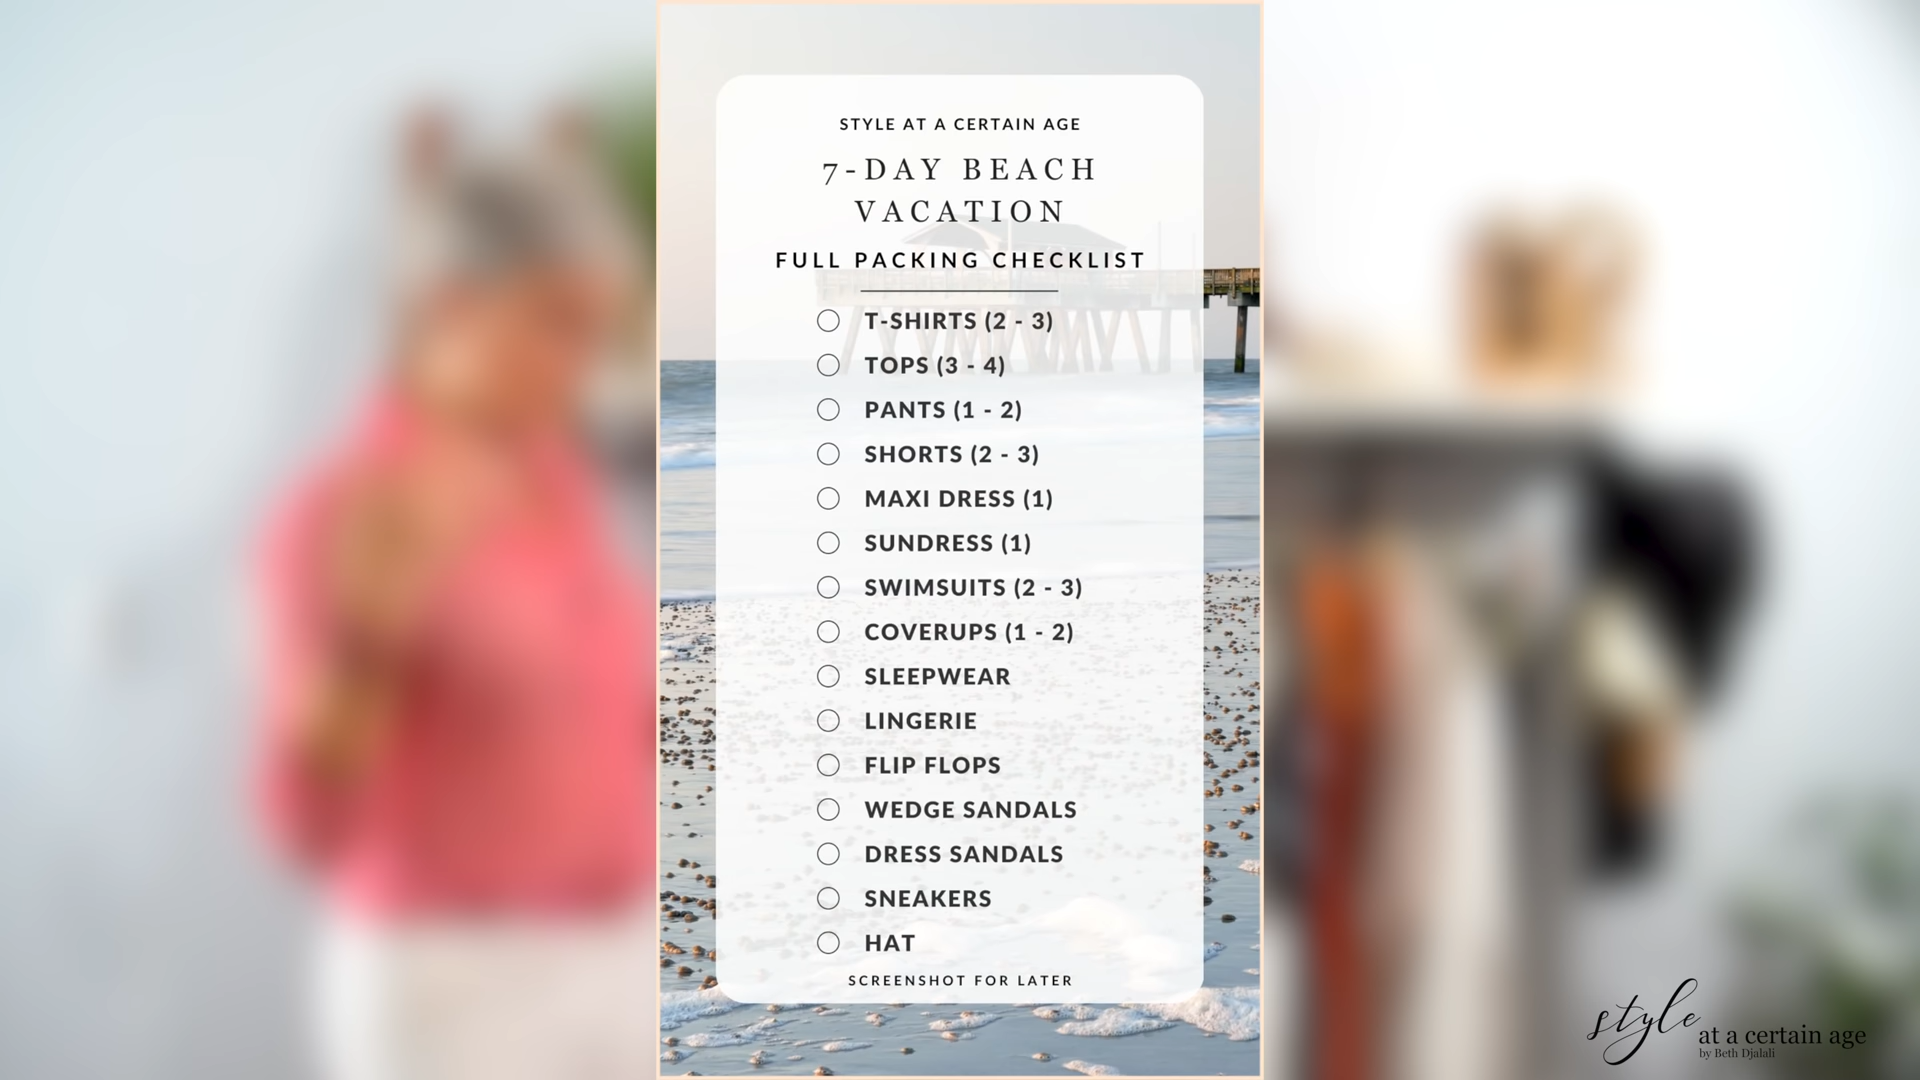 STYLE AT A CERTAIN AGE
7-DAY BEACH
VACATION
FULL PACKING CHECKLIST
T-SHIRTS (2 - 3)
TOPS (3 - 4)
PANTS (1 - 2)
SHORTS (2 - 3)
MAXI DRESS (1)
SUNDRESS (1)
SWIMSUITS (2 - 3)
COVERUPS (1 - 2)
SLEEPWEAR
LINGERIE
FLIP FLOPS
WEDGE SANDALS
DRESS SANDALS
SNEAKERS
HAT
SCREENSHOT FOR LATER
style at a certain age
by Beth Djalali